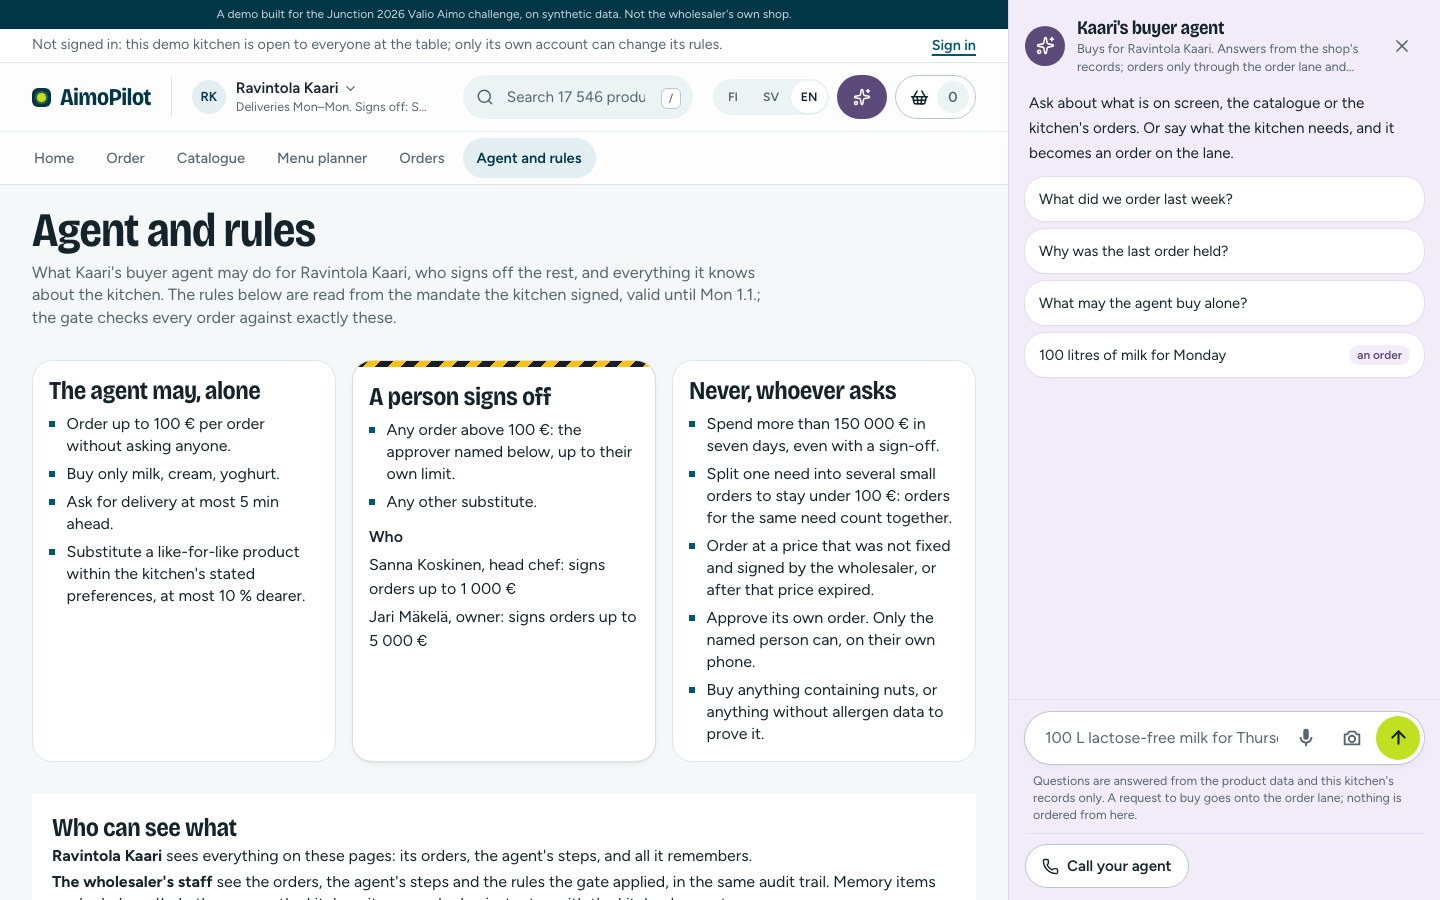 A demo built for the Junction 2026 Valio Aimo challenge, on synthetic data. Not the wholesaler's own shop.
Not signed in: this demo kitchen is open to everyone at the table; only its own account can change its rules.
Sign in
AimoPilot
RK
Ravintola Kaari
Deliveries Mon–Mon. Signs off: S...
Search 17 546 produ
/
FI
SV
EN
0
Home
Order
Catalogue
Menu planner
Orders
Agent and rules
Agent and rules
What Kaari's buyer agent may do for Ravintola Kaari, who signs off the rest, and everything it knows
about the kitchen. The rules below are read from the mandate the kitchen signed, valid until Mon 1.1.;
the gate checks every order against exactly these.
The agent may, alone
Order up to 100 € per order
without asking anyone.
Buy only milk, cream, yoghurt.
Ask for delivery at most 5 min
ahead.
Substitute a like-for-like product
within the kitchen's stated
preferences, at most 10 % dearer.
A person signs off
Any order above 100 €: the
approver named below, up to their
own limit.
Any other substitute.
Who
Sanna Koskinen, head chef: signs
orders up to 1 000 €
Jari Mäkelä, owner: signs orders up to
5 000 €
Never, whoever asks
Spend more than 150 000 € in
seven days, even with a sign-off.
Split one need into several small
orders to stay under 100 €: orders
for the same need count together.
Order at a price that was not fixed
and signed by the wholesaler, or
after that price expired.
Approve its own order. Only the
named person can, on their own
phone.
Buy anything containing nuts, or
anything without allergen data to
prove it.
Who can see what
Ravintola Kaari sees everything on these pages: its orders, the agent's steps, and all it remembers.
The wholesaler's staff see the orders, the agent's steps and the rules the gate applied, in the same audit trail. Memory items
Kaari's buyer agent
Buys for Ravintola Kaari. Answers from the shop's
records; orders only through the order lane and...
Ask about what is on screen, the catalogue or the
kitchen's orders. Or say what the kitchen needs, and it
becomes an order on the lane.
What did we order last week?
Why was the last order held?
What may the agent buy alone?
100 litres of milk for Monday
an order
100 L lactose-free milk for Thurs
Questions are answered from the product data and this kitchen's
records only. A request to buy goes onto the order lane; nothing is
ordered from here.
Call your agent